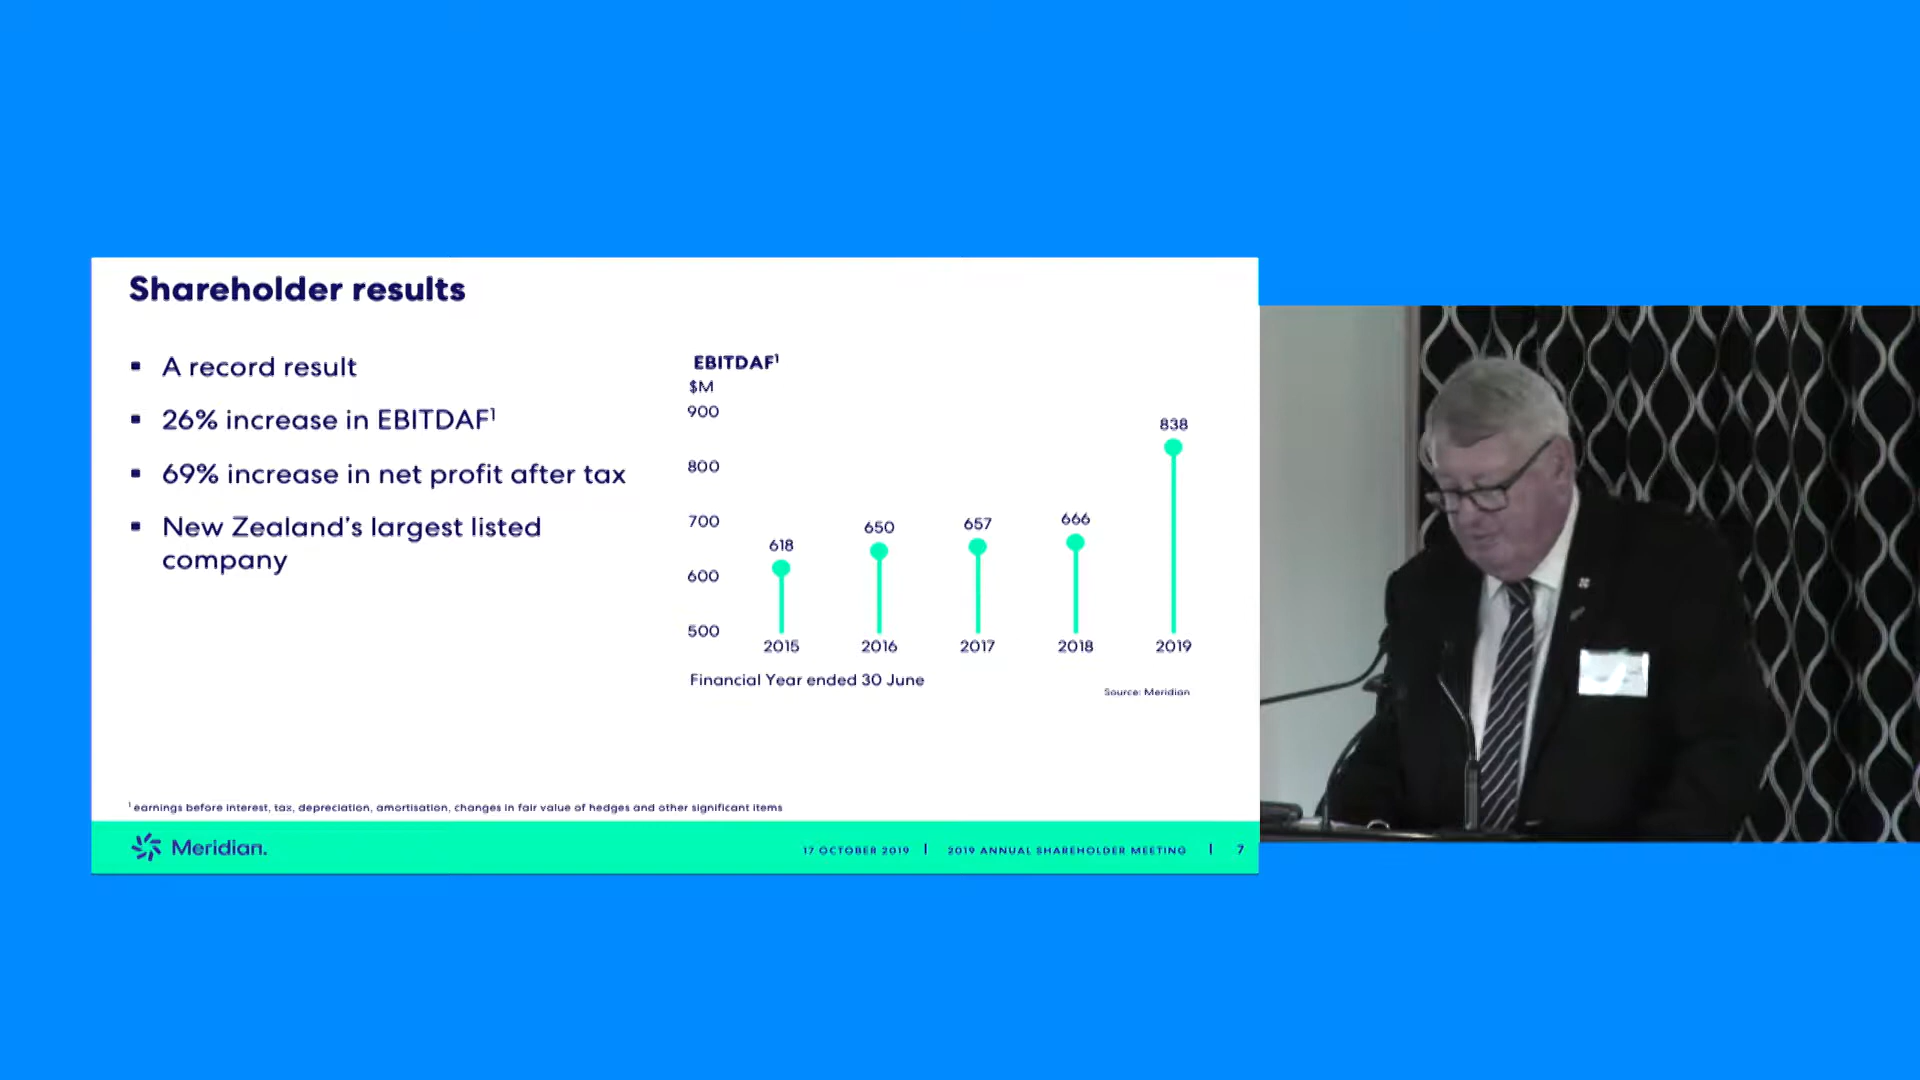 Shareholder results
▪ A record result
▪ 26% increase in EBITDAF¹
▪ 69% increase in net profit after tax
▪ New Zealand's largest listed
company
EBITDAF¹
$M
900
800
700
600
500
618
650
657
666
838
2015 2016 2017 2018 2019
Financial Year ended 30 June
Source: Meridian
¹ earnings before interest, tax, depreciation, amortisation, changes in fair value of hedges and other significant items
Meridian.
17 OCTOBER 2019 | 2019 ANNUAL SHAREHOLDER MEETING | 7